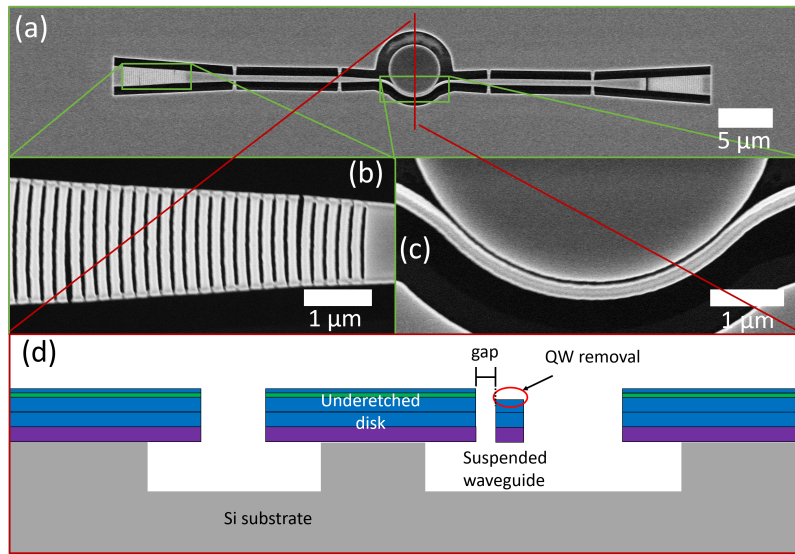 (a)
5 μm
(b)
1 μm
(c)
1 μm
(d)
gap
QW removal
Underetched
disk
Suspended
waveguide
Si substrate